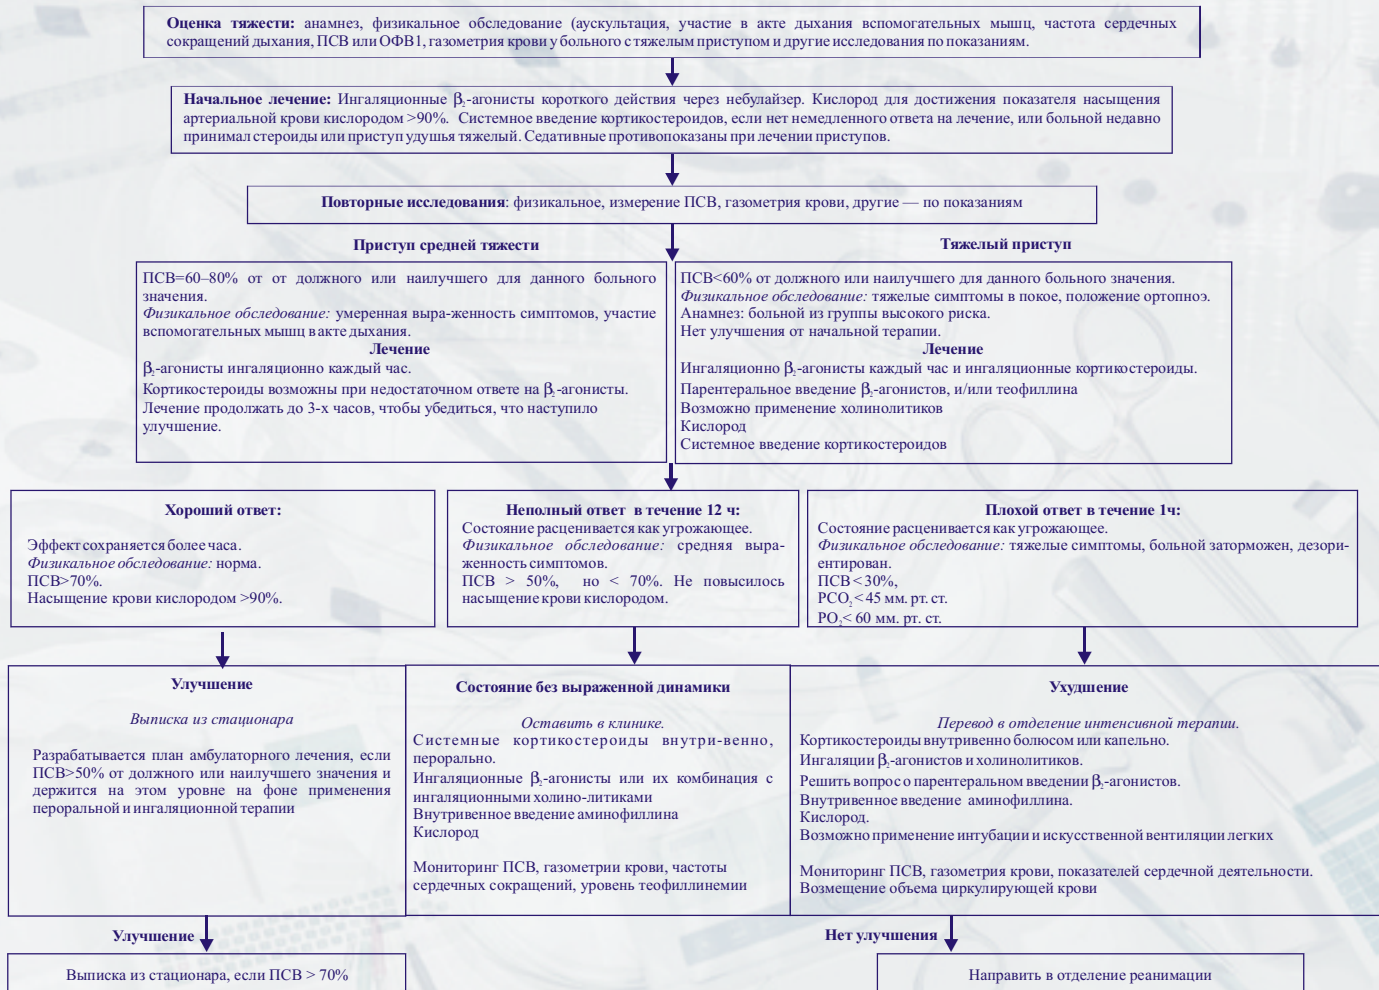 Оценка тяжести: анамнез, физикальное обследование (аускультация, участие в акте дыхания вспомогательных мышц, частота сердечных
сокращений дыхания, ПСВ или ОФВ1, газометрия крови у больного с тяжелым приступом и другие исследования по показаниям.
Начальное лечение: Ингаляционные β₂-агонисты короткого действия через небулайзер. Кислород для достижения показателя насыщения
артериальной крови кислородом >90%. Системное введение кортикостероидов, если нет немедленного ответа на лечение, или больной недавно
принимал стероиды или приступ удушья тяжелый. Седативные противопоказаны при лечении приступов.
Повторные исследования: физикальное, измерение ПСВ, газометрия крови, другие — по показаниям
Приступ средней тяжести
ПСВ=60–80% от от должного или наилучшего для данного больного
значения.
Физикальное обследование: умеренная выра-женность симптомов, участие
вспомогательных мышц в акте дыхания.
Лечение
β₂-агонисты ингаляционно каждый час.
Кортикостероиды возможны при недостаточном ответе на β₂-агонисты.
Лечение продолжать до 3-х часов, чтобы убедиться, что наступило
улучшение.
Тяжелый приступ
ПСВ<60% от должного или наилучшего для данного больного значения.
Физикальное обследование: тяжелые симптомы в покое, положение ортопноэ.
Анамнез: больной из группы высокого риска.
Нет улучшения от начальной терапии.
Лечение
Ингаляционно β₂-агонисты каждый час и ингаляционные кортикостероиды.
Парентеральное введение β₂-агонистов, и/или теофиллина
Возможно применение холинолитиков
Кислород
Системное введение кортикостероидов
Хороший ответ:
Эффект сохраняется более часа.
Физикальное обследование: норма.
ПСВ>70%.
Насыщение крови кислородом >90%.
Неполный ответ в течение 12 ч:
Состояние расценивается как угрожающее.
Физикальное обследование: средняя выра-
женность симптомов.
ПСВ > 50%, но < 70%. Не повысилось
насыщение крови кислородом.
Плохой ответ в течение 1ч:
Состояние расценивается как угрожающее.
Физикальное обследование: тяжелые симптомы, больной заторможен, дезори-
ентирован.
ПСВ < 30%,
PCO₂ < 45 мм. рт. ст.
PO₂ < 60 мм. рт. ст.
Улучшение
Выписка из стационара
Разрабатывается план амбулаторного лечения, если
ПСВ>50% от должного или наилучшего значения и
держится на этом уровне на фоне применения
пероральной и ингаляционной терапии
Состояние без выраженной динамики
Оставить в клинике.
Системные кортикостероиды внутри-венно,
перорально.
Ингаляционные β₂-агонисты или их комбинация с
ингаляционными холино-литиками
Внутривенное введение аминофиллина
Кислород
Мониторинг ПСВ, газометрии крови, частоты
сердечных сокращений, уровень теофиллинемии
Ухудшение
Перевод в отделение интенсивной терапии.
Кортикостероиды внутривенно болюсом или капельно.
Ингаляции β₂-агонистов и холинолитиков.
Решить вопрос о парентеральном введении β₂-агонистов.
Внутривенное введение аминофиллина.
Кислород.
Возможно применение интубации и искусственной вентиляции легких
Мониторинг ПСВ, газометрия крови, показателей сердечной деятельности.
Возмещение объема циркулирующей крови
Улучшение
Выписка из стационара, если ПСВ > 70%
Нет улучшения
Направить в отделение реанимации